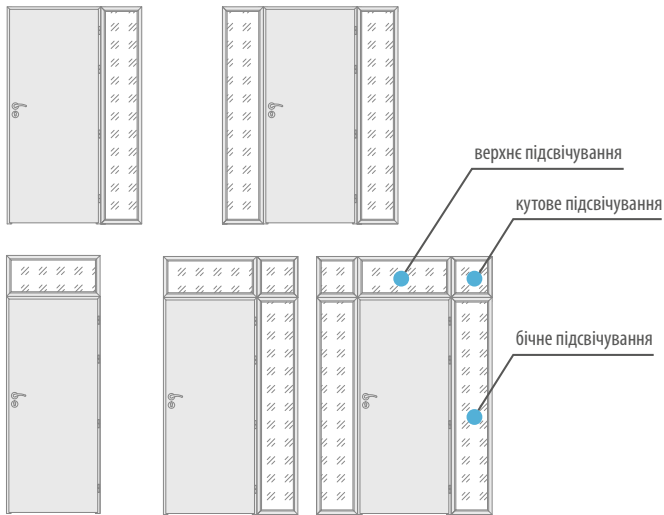 верхнє підсвічування
кутове підсвічування
бічне підсвічування